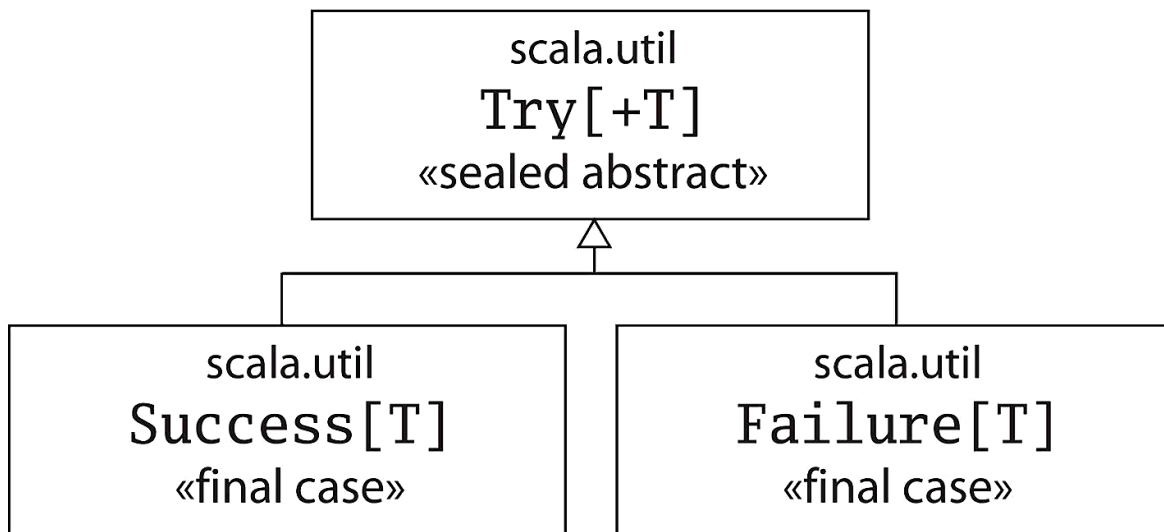 scala.util
Try[+T]
«sealed abstract»
scala.util
Success[T]
«final case»
scala.util
Failure[T]
«final case»